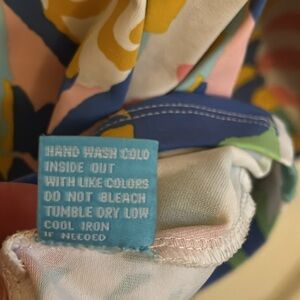 HAND WASH COLD
INSIDE OUT
WITH LIKE COLORS
DO NOT BLEACH
TUMBLE DRY LOW
COOL IRON
IF NEEDED